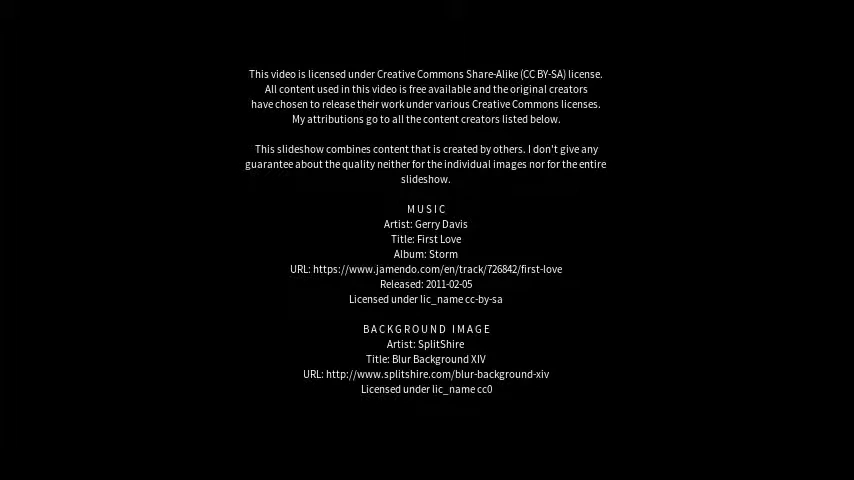 This video is licensed under Creative Commons Share-Alike (CC BY-SA) license.
All content used in this video is free available and the original creators
have chosen to release their work under various Creative Commons licenses.
My attributions go to all the content creators listed below.
This slideshow combines content that is created by others. I don't give any
guarantee about the quality neither for the individual images nor for the entire
slideshow.
MUSIC
Artist: Gerry Davis
Title: First Love
Album: Storm
URL: https://www.jamendo.com/en/track/726842/first-love
Released: 2011-02-05
Licensed under lic_name cc-by-sa
BACKGROUND IMAGE
Artist: SplitShire
Title: Blur Background XIV
URL: http://www.splitshire.com/blur-background-xiv
Licensed under lic_name cc0